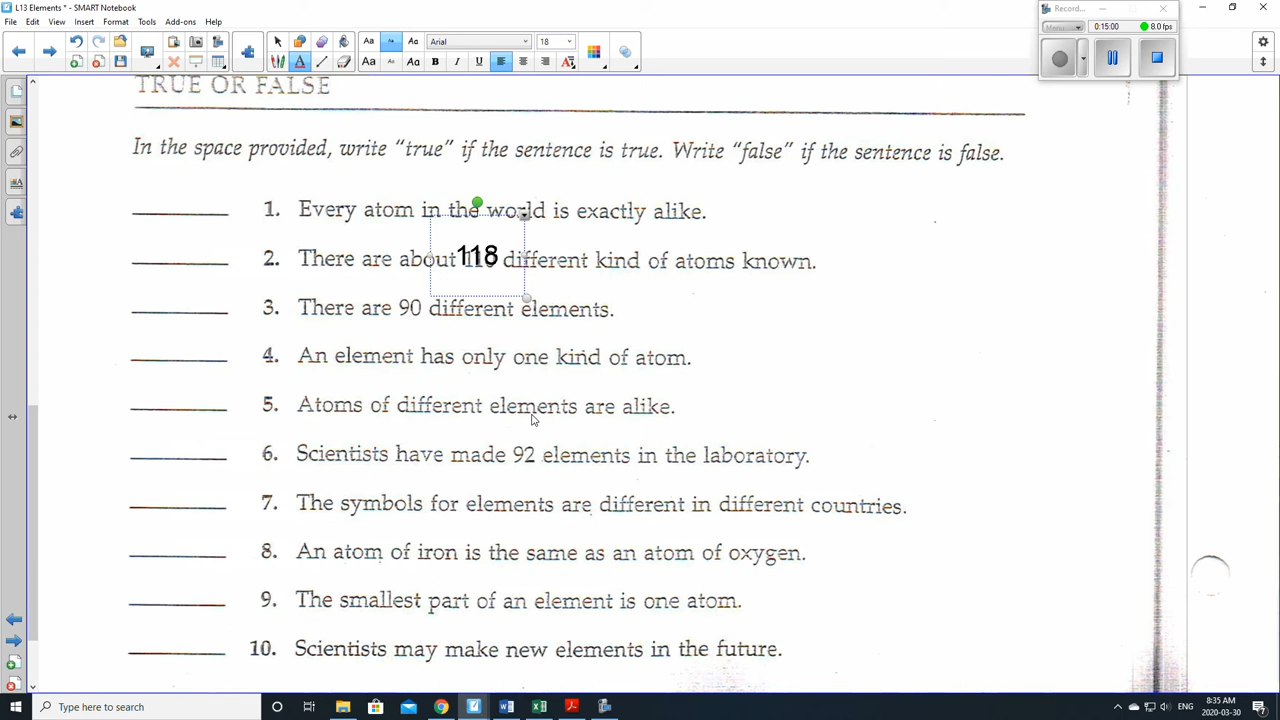 L13 Elements * - SMART Notebook
File Edit View Insert Format Tools Add-ons Help
Record...
Menu 0:15:00 8.0 fps
Arial 18
TRUE OR FALSE
In the space provided, write “true” if the sentence is true. Write “false” if the sentence is false.
1. Every atom in the world is exactly alike.
2. There are about 118 different kind of atoms known.
3. There are 90 different elements.
4. An element has only one kind of atom.
5. Atoms of different elements are alike.
6. Scientists have made 92 elements in the laboratory.
7. The symbols for elements are different in different countries.
8. An atom of iron is the same as an atom of oxygen.
9. The smallest part of an element is one atom.
10. Scientists may make new elements in the future.
Type here to search
8:35 AM
2020-03-30